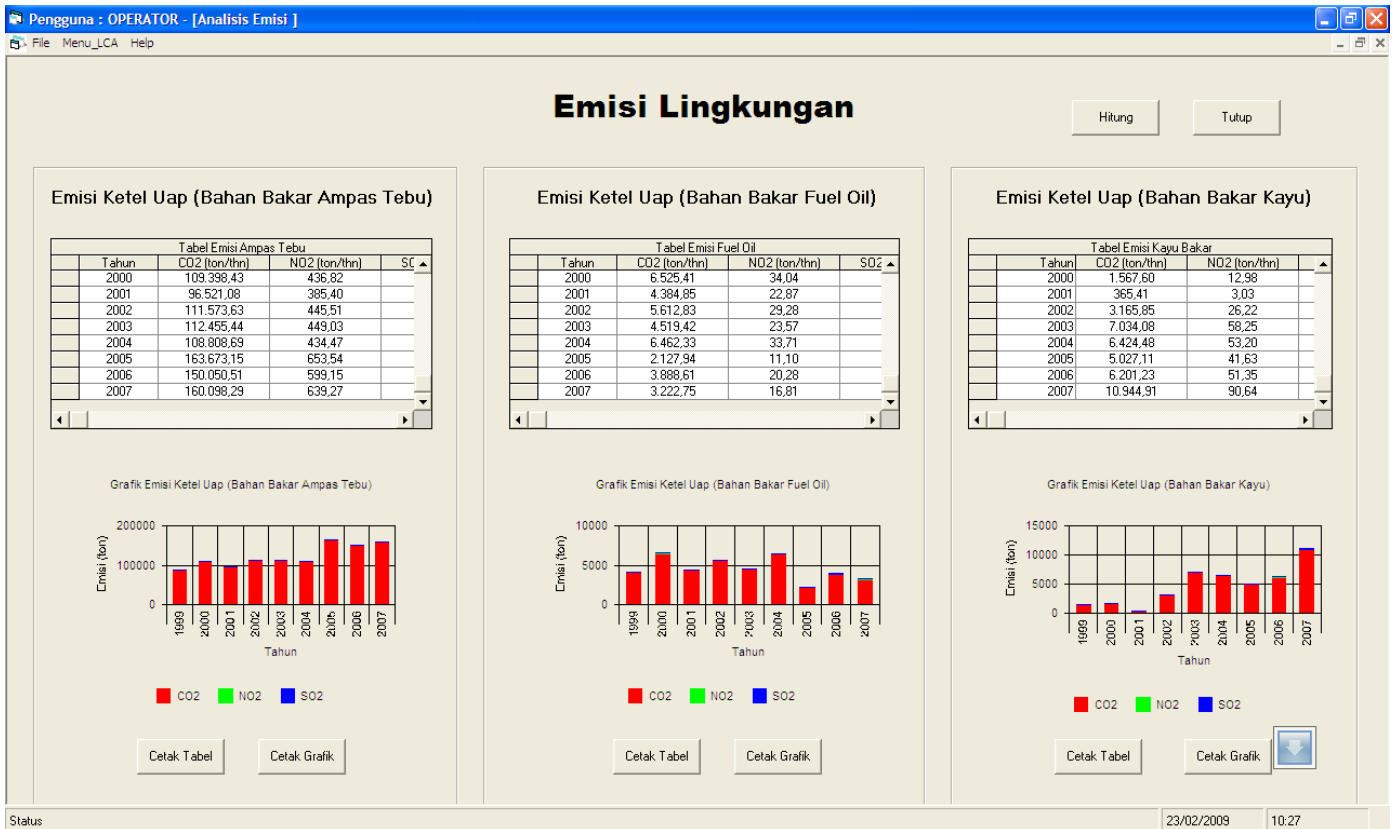 Pengguna : OPERATOR - [Analisis Emisi ]
File Menu_LCA Help
Emisi Lingkungan
Hitung Tutup
Emisi Ketel Uap (Bahan Bakar Ampas Tebu)
Tabel Emisi Ampas Tebu
Tahun CO2 (ton/thn) NO2 (ton/thn) SC
2000 109.398,43 436,82
2001 96.521,08 385,40
2002 111.573,63 445,51
2003 112.455,44 449,03
2004 108.808,69 434,47
2005 163.673,15 653,54
2006 150.050,51 599,15
2007 160.098,29 639,27
Grafik Emisi Ketel Uap (Bahan Bakar Ampas Tebu)
Emisi (ton)
200000
100000
0
1999 2000 2001 2002 2003 2004 2005 2006 2007
Tahun
CO2 NO2 SO2
Cetak Tabel Cetak Grafik
Emisi Ketel Uap (Bahan Bakar Fuel Oil)
Tabel Emisi Fuel Oil
Tahun CO2 (ton/thn) NO2 (ton/thn) SO2
2000 6.525,41 34,04
2001 4.384,85 22,87
2002 5.612,83 29,28
2003 4.519,42 23,57
2004 6.462,33 33,71
2005 2.127,94 11,10
2006 3.888,61 20,28
2007 3.222,75 16,81
Grafik Emisi Ketel Uap (Bahan Bakar Fuel Oil)
Emisi (ton)
10000
5000
0
1999 2000 2001 2002 2003 2004 2005 2006 2007
Tahun
CO2 NO2 SO2
Cetak Tabel Cetak Grafik
Emisi Ketel Uap (Bahan Bakar Kayu)
Tabel Emisi Kayu Bakar
Tahun CO2 (ton/thn) NO2 (ton/thn)
2000 1.567,60 12,98
2001 365,41 3,03
2002 3.165,85 26,22
2003 7.034,08 58,25
2004 6.424,48 53,20
2005 5.027,11 41,63
2006 6.201,23 51,35
2007 10.944,91 90,64
Grafik Emisi Ketel Uap (Bahan Bakar Kayu)
Emisi (ton)
15000
10000
5000
0
1999 2000 2001 2002 2003 2004 2005 2006 2007
Tahun
CO2 NO2 SO2
Cetak Tabel Cetak Grafik
Status 23/02/2009 10:27